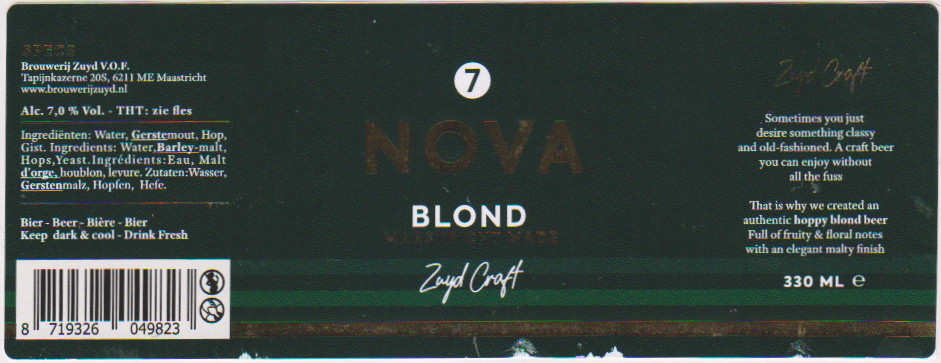 SPECS
Brouwerij Zuyd V.O.F.
Tapijnkazerne 20S, 6211 ME Maastricht
www.brouwerijzuyd.nl
Alc. 7,0 % Vol. - THT: zie fles
Ingrediënten: Water, Gerstemout, Hop,
Gist. Ingredients: Water,Barley-malt,
Hops,Yeast.Ingrédients:Eau, Malt
d'orge, houblon, levure. Zutaten:Wasser,
Gerstenmalz, Hopfen, Hefe.
Bier - Beer - Bière - Bier
Keep dark & cool - Drink Fresh
8 719326 049823
7
NOVA
BLOND
MAASTRICHT MADE
Zuyd Craft
Zuyd Craft
Sometimes you just
desire something classy
and old-fashioned. A craft beer
you can enjoy without
all the fuss
That is why we created an
authentic hoppy blond beer
Full of fruity & floral notes
with an elegant malty finish
330 ML e